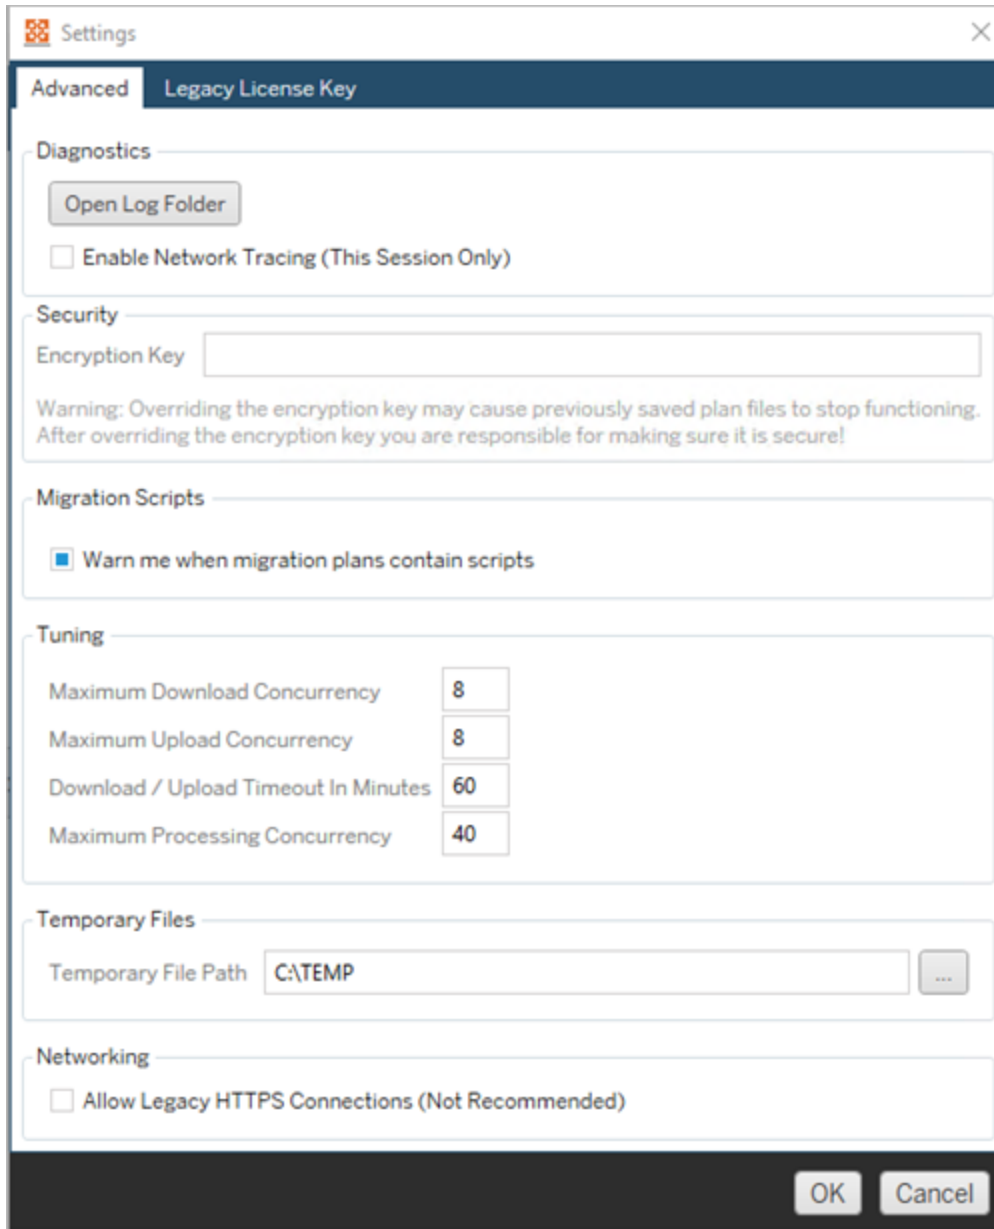 Settings
Advanced Legacy License Key
Diagnostics
Open Log Folder
Enable Network Tracing (This Session Only)
Security
Encryption Key
Warning: Overriding the encryption key may cause previously saved plan files to stop functioning.
After overriding the encryption key you are responsible for making sure it is secure!
Migration Scripts
Warn me when migration plans contain scripts
Tuning
Maximum Download Concurrency 8
Maximum Upload Concurrency 8
Download / Upload Timeout In Minutes 60
Maximum Processing Concurrency 40
Temporary Files
Temporary File Path C:\TEMP ...
Networking
Allow Legacy HTTPS Connections (Not Recommended)
OK Cancel